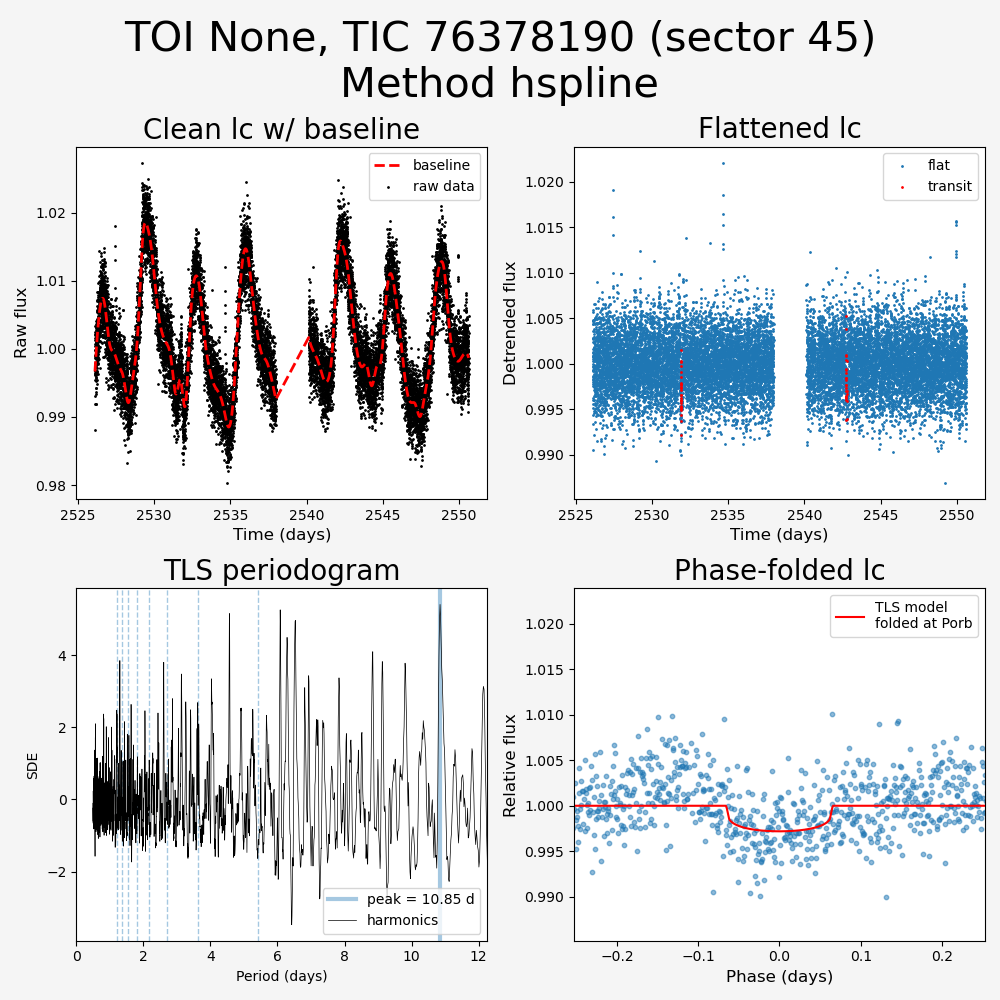 TOI None, TIC 76378190 (sector 45)
Method hspline
Clean lc w/ baseline
baseline
raw data
Raw flux
1.02
1.01
1.00
0.99
0.98
2525
2530
2535
2540
2545
2550
Time (days)
Flattened lc
flat
transit
Detrended flux
1.020
1.015
1.010
1.005
1.000
0.995
0.990
2525
2530
2535
2540
2545
2550
Time (days)
TLS periodogram
SDE
4
2
0
−2
peak = 10.85 d
harmonics
0
2
4
6
8
10
12
Period (days)
Phase-folded lc
TLS model
folded at Porb
Relative flux
1.020
1.015
1.010
1.005
1.000
0.995
0.990
−0.2
−0.1
0.0
0.1
0.2
Phase (days)